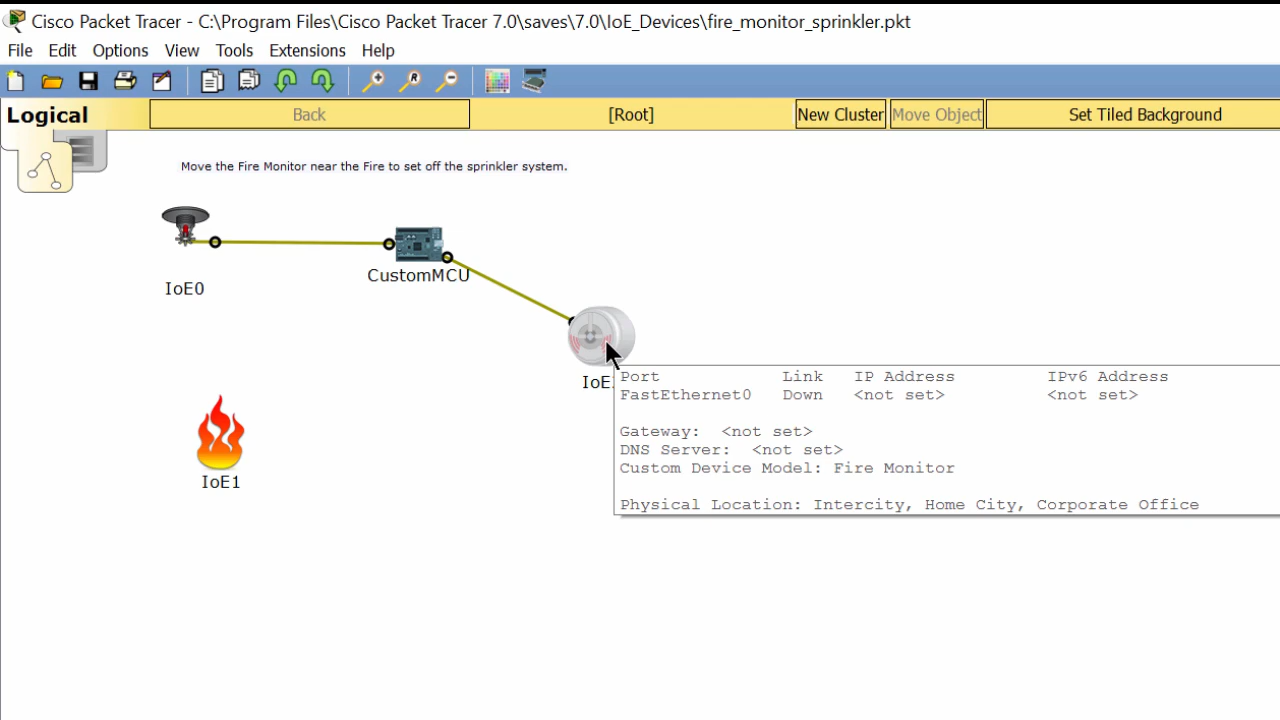 Cisco Packet Tracer - C:\Program Files\Cisco Packet Tracer 7.0\saves\7.0\IoE_Devices\fire_monitor_sprinkler.pkt
File Edit Options View Tools Extensions Help
R
Logical Back [Root] New Cluster Move Object Set Tiled Background
Move the Fire Monitor near the Fire to set off the sprinkler system.
CustomMCU
IoE0
IoE
Port Link IP Address IPv6 Address
FastEthernet0 Down <not set> <not set>
Gateway: <not set>
DNS Server: <not set>
Custom Device Model: Fire Monitor
Physical Location: Intercity, Home City, Corporate Office
IoE1